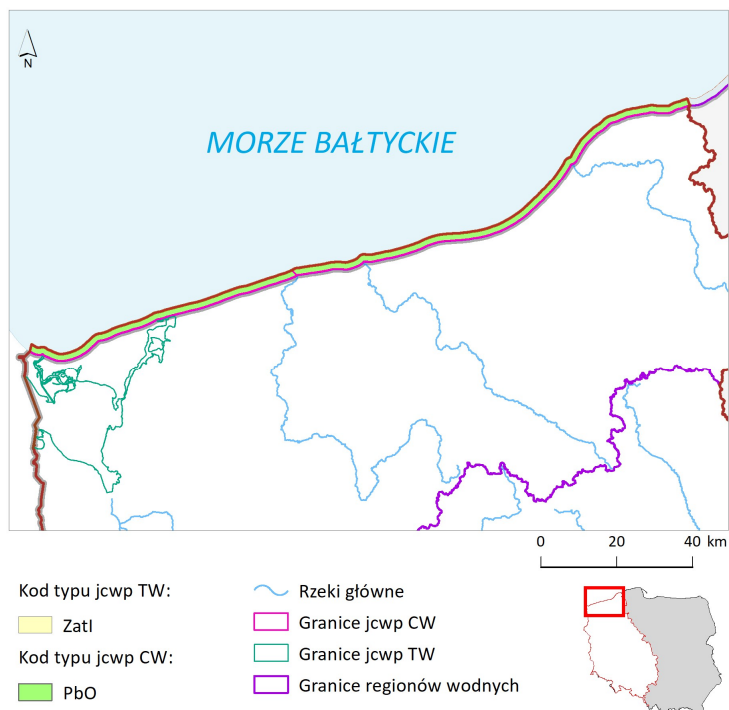 N
MORZE BAŁTYCKIE
0 20 40 km
Kod typu jcwp TW:
Zatl
Kod typu jcwp CW:
PbO
Rzeki główne
Granice jcwp CW
Granice jcwp TW
Granice regionów wodnych